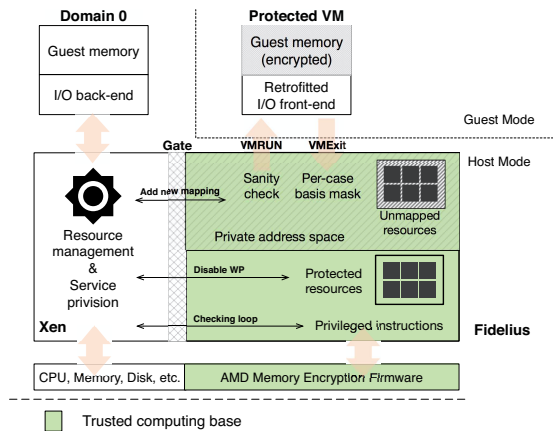 Domain 0
Protected VM
Guest memory
Guest memory
(encrypted)
I/O back-end
Retrofitted
I/O front-end
Guest Mode
Gate
VMRUN
VMExit
Host Mode
Add new mapping
Sanity
check
Per-case
basis mask
Unmapped
resources
Resource
management
&
Service
privision
Private address space
Disable WP
Protected
resources
Checking loop
Privileged instructions
Xen
Fidelius
CPU, Memory, Disk, etc.
AMD Memory Encryption Firmware
Trusted computing base